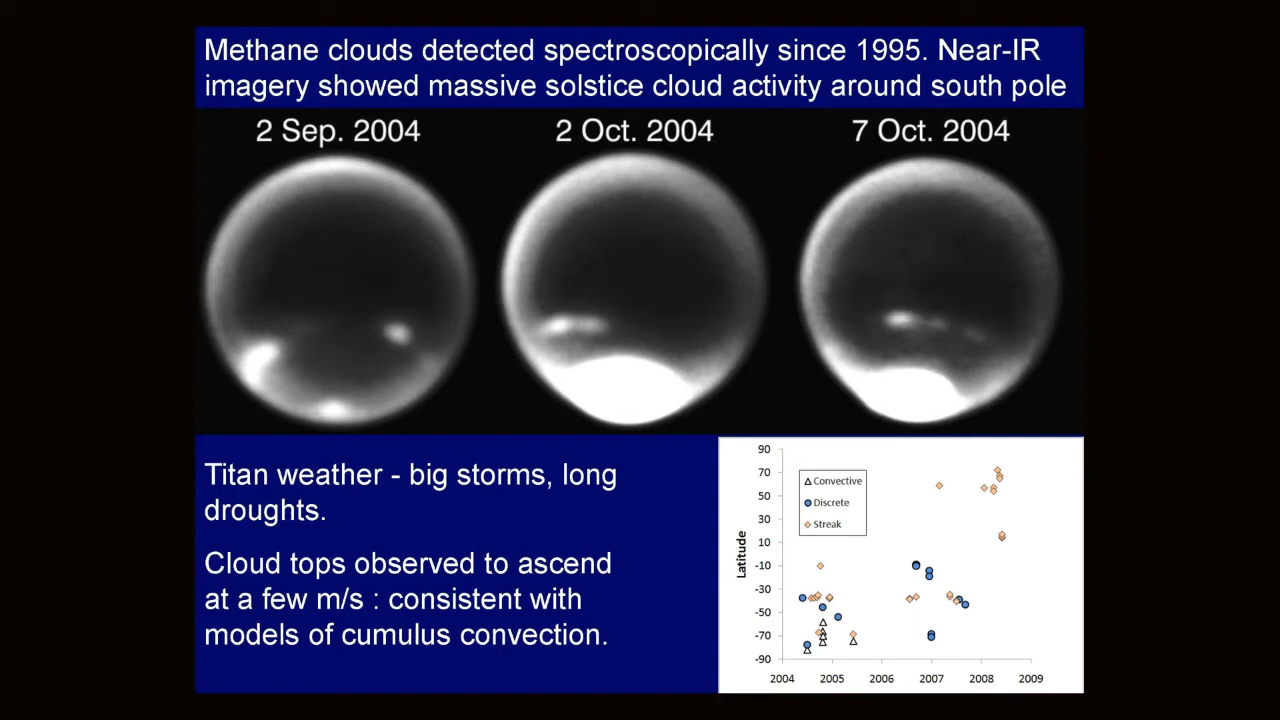 Methane clouds detected spectroscopically since 1995. Near-IR
imagery showed massive solstice cloud activity around south pole
2 Sep. 2004
2 Oct. 2004
7 Oct. 2004
Titan weather - big storms, long
droughts.
Cloud tops observed to ascend
at a few m/s : consistent with
models of cumulus convection.
Latitude
90
70
50
30
10
-10
-30
-50
-70
-90
Convective
Discrete
Streak
2004 2005 2006 2007 2008 2009